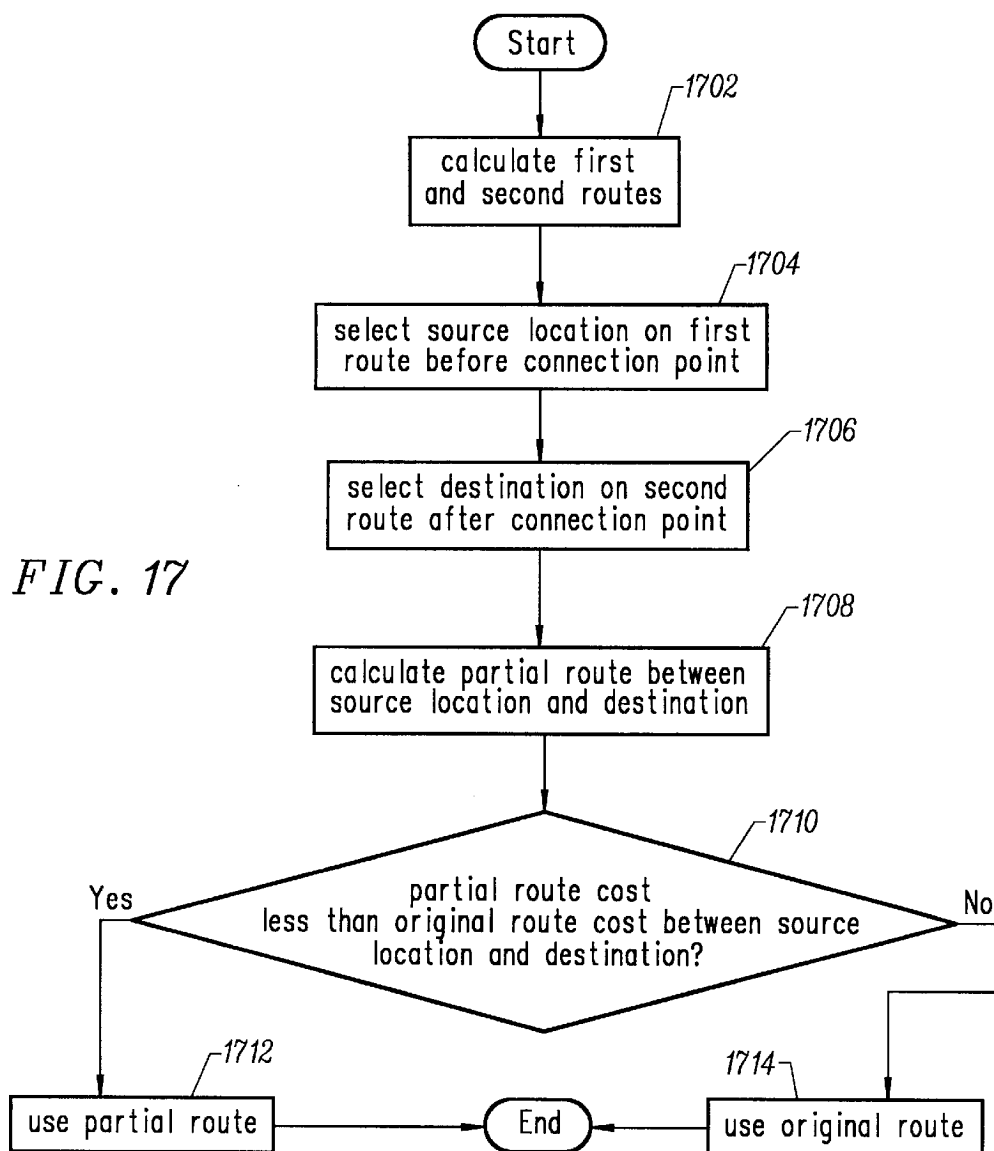 Start
1702
calculate first
and second routes
1704
select source location on first
route before connection point
1706
select destination on second
route after connection point
FIG. 17
1708
calculate partial route between
source location and destination
1710
Yes
partial route cost
No
less than original route cost between source
location and destination?
1712
1714
use partial route
End
use original route